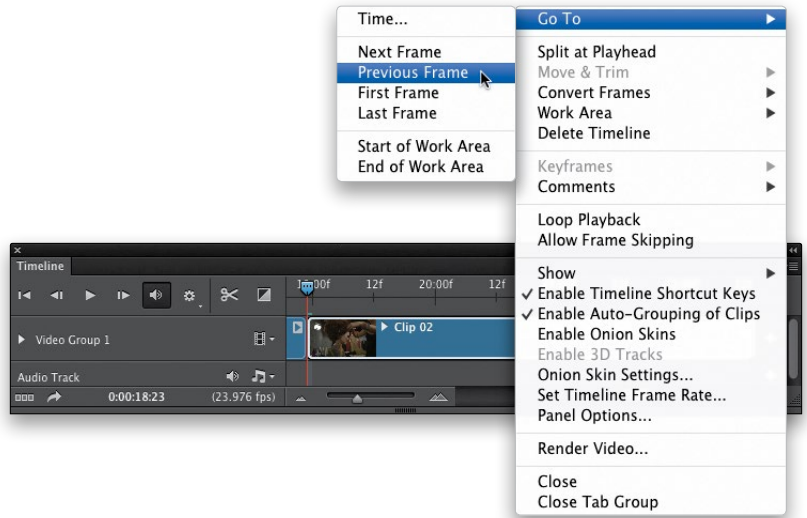 Time...
Next Frame
Previous Frame
First Frame
Last Frame
Start of Work Area
End of Work Area
Go To
Split at Playhead
Move & Trim
Convert Frames
Work Area
Delete Timeline
Keyframes
Comments
Loop Playback
Allow Frame Skipping
Show
Enable Timeline Shortcut Keys
Enable Auto-Grouping of Clips
Enable Onion Skins
Enable 3D Tracks
Onion Skin Settings...
Set Timeline Frame Rate...
Panel Options...
Render Video...
Close
Close Tab Group
Timeline
00f 12f 20:00f 12f
Video Group 1
Clip 02
Audio Track
0:00:18:23 (23.976 fps)